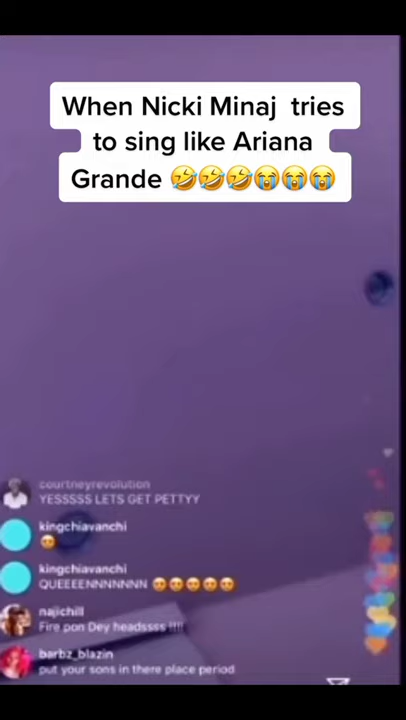 When Nicki Minaj tries
to sing like Ariana
Grande 🤣🤣🤣😭😭😭
courtneyrevolution
YESSSSS LETS GET PETTYY
kingchiavanchi
😍
kingchiavanchi
QUEEEENNNNNNN 😍😍😍😍😍
najichill
Fire pon Dey headssss !!!!
barbz_blazin
put your sons in there place period